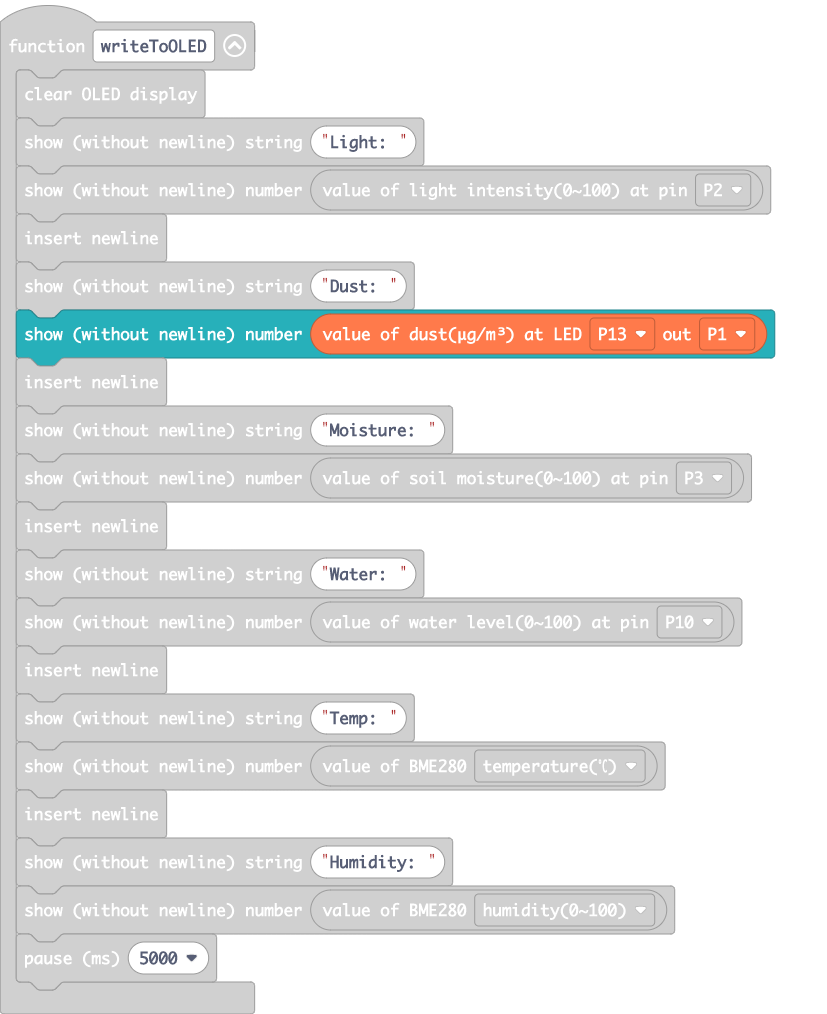 function writeToOLED
clear OLED display
show (without newline) string "Light: "
show (without newline) number value of light intensity(0~100) at pin P2
insert newline
show (without newline) string "Dust: "
show (without newline) number value of dust(μg/m³) at LED P13 out P1
insert newline
show (without newline) string "Moisture: "
show (without newline) number value of soil moisture(0~100) at pin P3
insert newline
show (without newline) string "Water: "
show (without newline) number value of water level(0~100) at pin P10
insert newline
show (without newline) string "Temp: "
show (without newline) number value of BME280 temperature(℃)
insert newline
show (without newline) string "Humidity: "
show (without newline) number value of BME280 humidity(0~100)
pause (ms) 5000